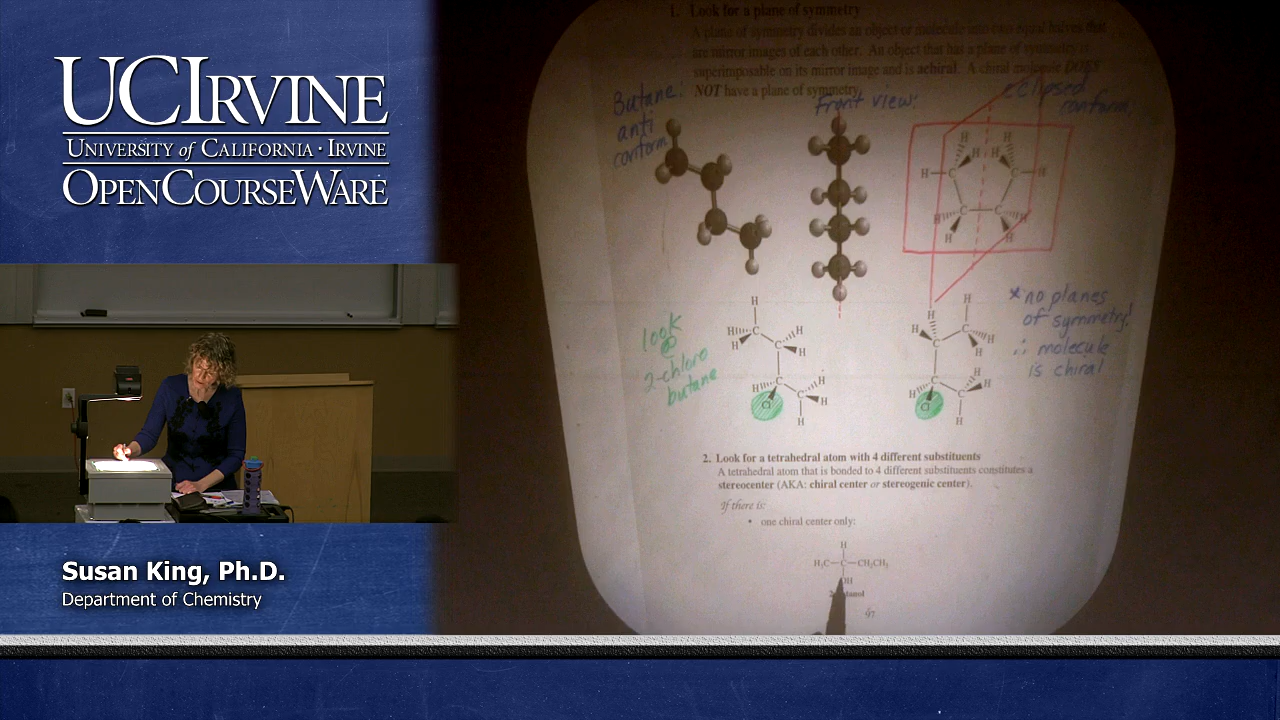 UCIRVINE
UNIVERSITY of CALIFORNIA · IRVINE
OPENCOURSEWARE
Susan King, Ph.D.
Department of Chemistry
1. Look for a plane of symmetry
A plane of symmetry divides an object or molecule into two equal halves that
are mirror images of each other. An object that has a plane of symmetry is
superimposable on its mirror image and is achiral. A chiral molecule DOES
NOT have a plane of symmetry.
Butane:
anti
conform
front view:
eclipsed
conform.
H H
H H
H C C H
H C C H
H H
look
@
2-chloro
butane
H
H C H
H C H
H C H
Cl C H
H
H H
H C C H
H
H C H
Cl C H
H
* no planes
of symmetry!
∴ molecule
is chiral
2. Look for a tetrahedral atom with 4 different substituents
A tetrahedral atom that is bonded to 4 different substituents constitutes a
stereocenter (AKA: chiral center or stereogenic center).
If there is:
• one chiral center only:
H
H₃C—C—CH₂CH₃
97